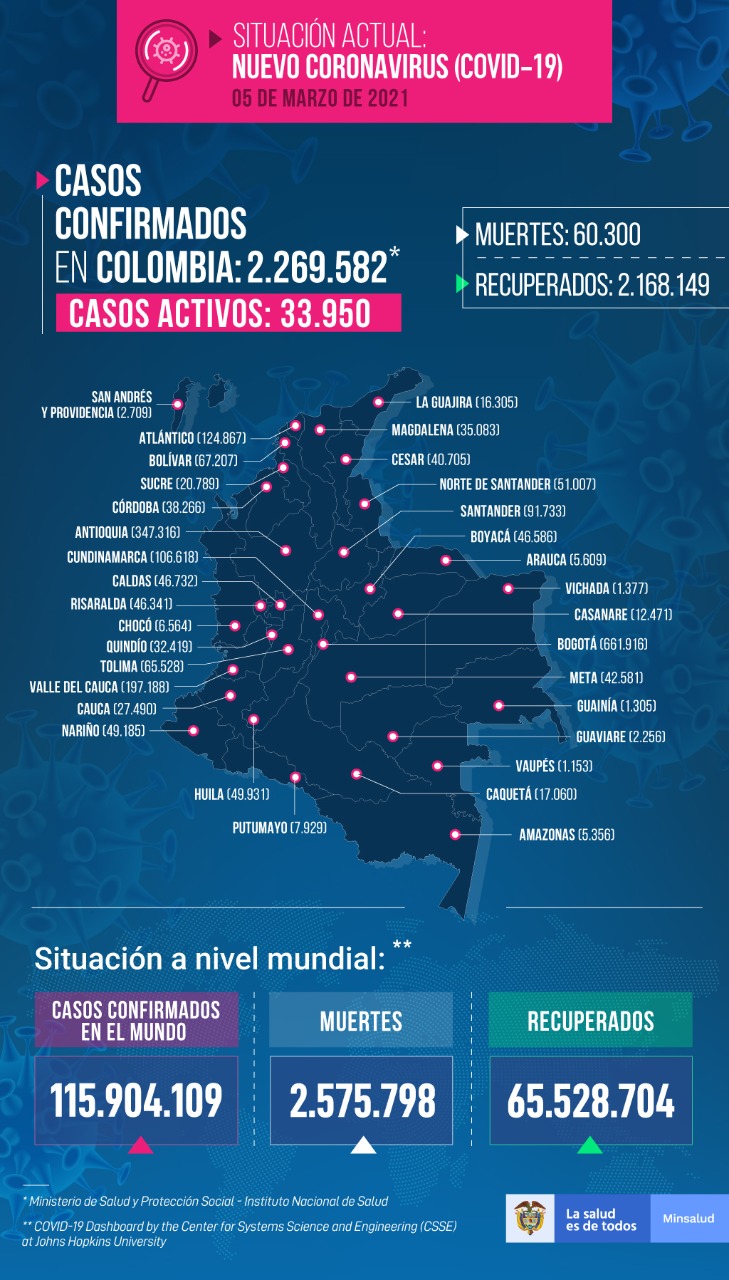 SITUACIÓN ACTUAL:
NUEVO CORONAVIRUS (COVID-19)
05 DE MARZO DE 2021
CASOS
CONFIRMADOS
EN COLOMBIA: 2.269.582*
CASOS ACTIVOS: 33.950
MUERTES: 60.300
RECUPERADOS: 2.168.149
SAN ANDRÉS
Y PROVIDENCIA (2.709)
ATLÁNTICO (124.867)
BOLÍVAR (67.207)
SUCRE (20.789)
CÓRDOBA (38.266)
ANTIOQUIA (347.316)
CUNDINAMARCA (106.618)
CALDAS (46.732)
RISARALDA (46.341)
CHOCÓ (6.564)
QUINDÍO (32.419)
TOLIMA (65.528)
VALLE DEL CAUCA (197.188)
CAUCA (27.490)
NARIÑO (49.185)
HUILA (49.931)
PUTUMAYO (7.929)
LA GUAJIRA (16.305)
MAGDALENA (35.083)
CESAR (40.705)
NORTE DE SANTANDER (51.007)
SANTANDER (91.733)
BOYACÁ (46.586)
ARAUCA (5.609)
VICHADA (1.377)
CASANARE (12.471)
BOGOTÁ (661.916)
META (42.581)
GUAINÍA (1.305)
GUAVIARE (2.256)
VAUPÉS (1.153)
CAQUETÁ (17.060)
AMAZONAS (5.356)
Situación a nivel mundial: **
CASOS CONFIRMADOS
EN EL MUNDO
115.904.109
MUERTES
2.575.798
RECUPERADOS
65.528.704
* Ministerio de Salud y Protección Social - Instituto Nacional de Salud
** COVID-19 Dashboard by the Center for Systems Science and Engineering (CSSE)
at Johns Hopkins University
La salud
es de todos
Minsalud